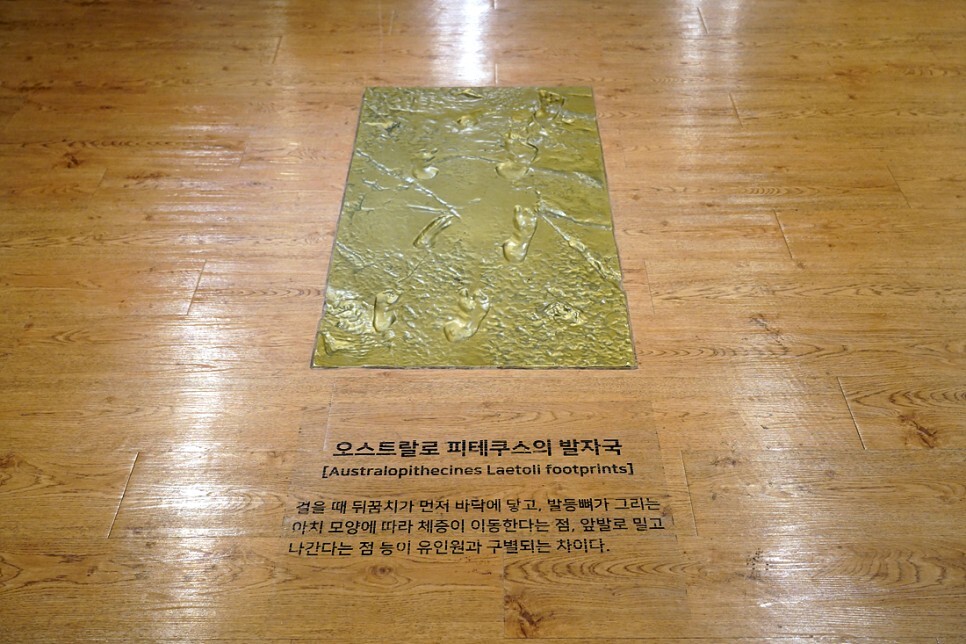 오스트랄로 피테쿠스의 발자국
[Australopithecines Laetoli footprints]
걸을 때 뒤꿈치가 먼저 바닥에 닿고, 발등뼈가 그리는
아치 모양에 따라 체중이 이동한다는 점, 앞발로 밀고
나간다는 점 등이 유인원과 구별되는 차이다.